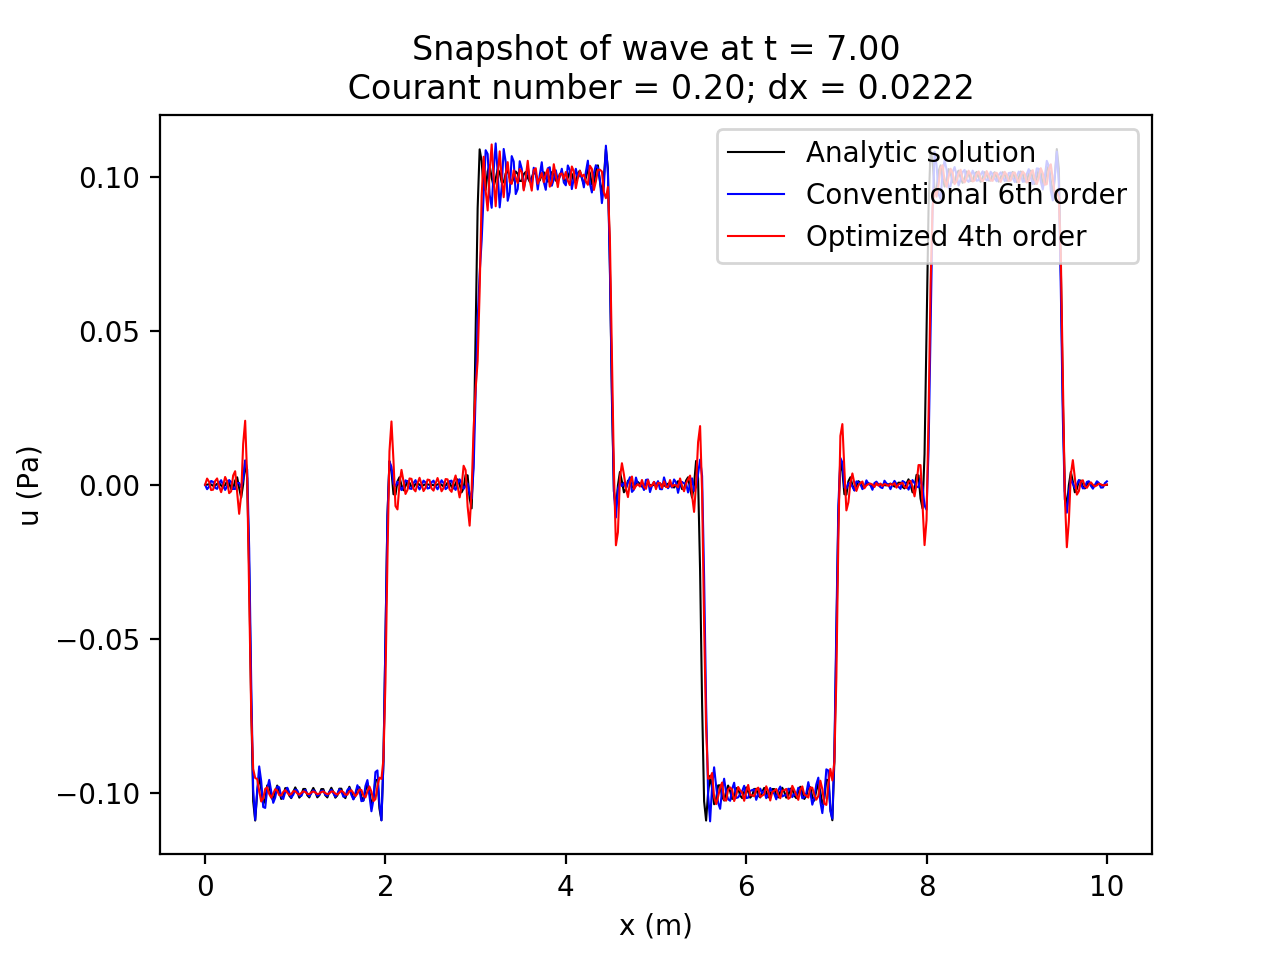 Snapshot of wave at t = 7.00
Courant number = 0.20; dx = 0.0222
Analytic solution
Conventional 6th order
Optimized 4th order
0.10
0.05
0.00
−0.05
−0.10
u (Pa)
0 2 4 6 8 10
x (m)